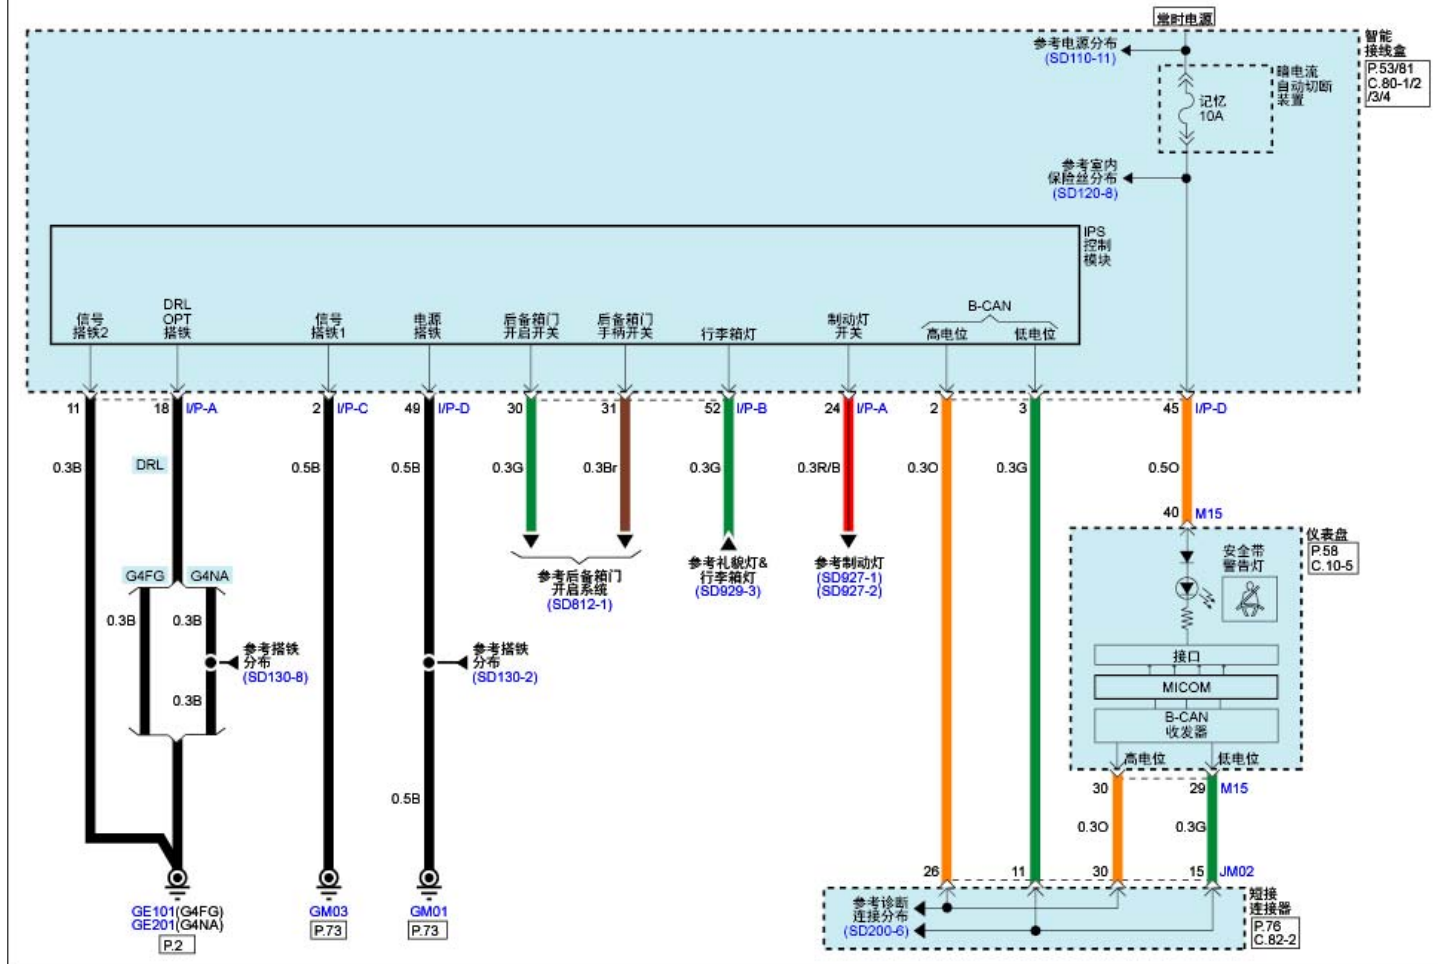 常时电源
参考电源分布
(SD110-11)
智能
接线盒
P.53/81
C.80-1/2
/3/4
暗电流
自动切断
装置
记忆
10A
参考室内
保险丝分布
(SD120-8)
IPS
控制
模块
信号
搭铁2
DRL
OPT
搭铁
信号
搭铁1
电源
搭铁
后备箱门
开启开关
后备箱门
手柄开关
行李箱灯
制动灯
开关
B-CAN
高电位
低电位
11
18
I/P-A
2
I/P-C
49
I/P-D
30
31
52
I/P-B
24
I/P-A
2
3
45
I/P-D
0.3B
DRL
0.5B
0.5B
0.3G
0.3Br
0.3G
0.3R/B
0.3O
0.3G
0.5O
40
M15
仪表盘
P.58
C.10-5
安全带
警告灯
参考后备箱门
开启系统
(SD812-1)
参考礼貌灯&
行李箱灯
(SD929-3)
参考制动灯
(SD927-1)
(SD927-2)
G4FG
G4NA
0.3B
0.3B
参考搭铁
分布
(SD130-8)
参考搭铁
分布
(SD130-2)
0.3B
接口
MICOM
B-CAN
收发器
高电位
低电位
30
29
M15
0.5B
0.3O
0.3G
26
11
30
15
JM02
GE101(G4FG)
GE201(G4NA)
P.2
GM03
P.73
GM01
P.73
参考诊断
连接分布
(SD200-6)
短接
连接器
P.76
C.82-2